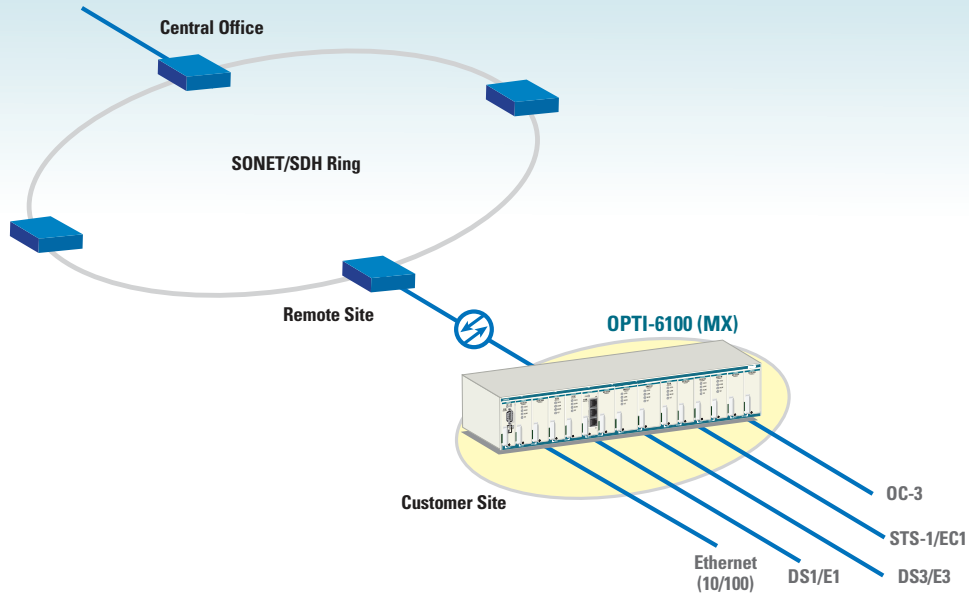 Central Office
SONET/SDH Ring
Remote Site
OPTI-6100 (MX)
Customer Site
OC-3
STS-1/EC1
Ethernet
(10/100)
DS1/E1
DS3/E3